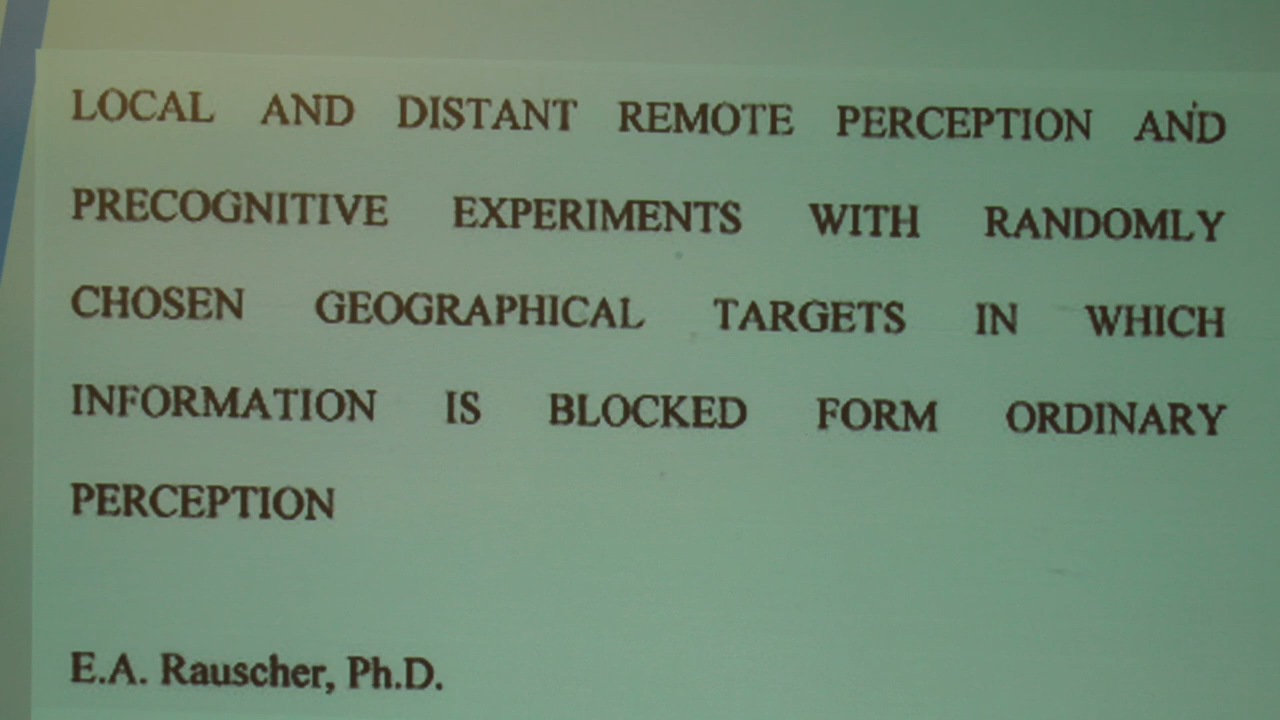 LOCAL AND DISTANT REMOTE PERCEPTION AND
PRECOGNITIVE EXPERIMENTS WITH RANDOMLY
CHOSEN GEOGRAPHICAL TARGETS IN WHICH
INFORMATION IS BLOCKED FORM ORDINARY
PERCEPTION
E.A. Rauscher, Ph.D.